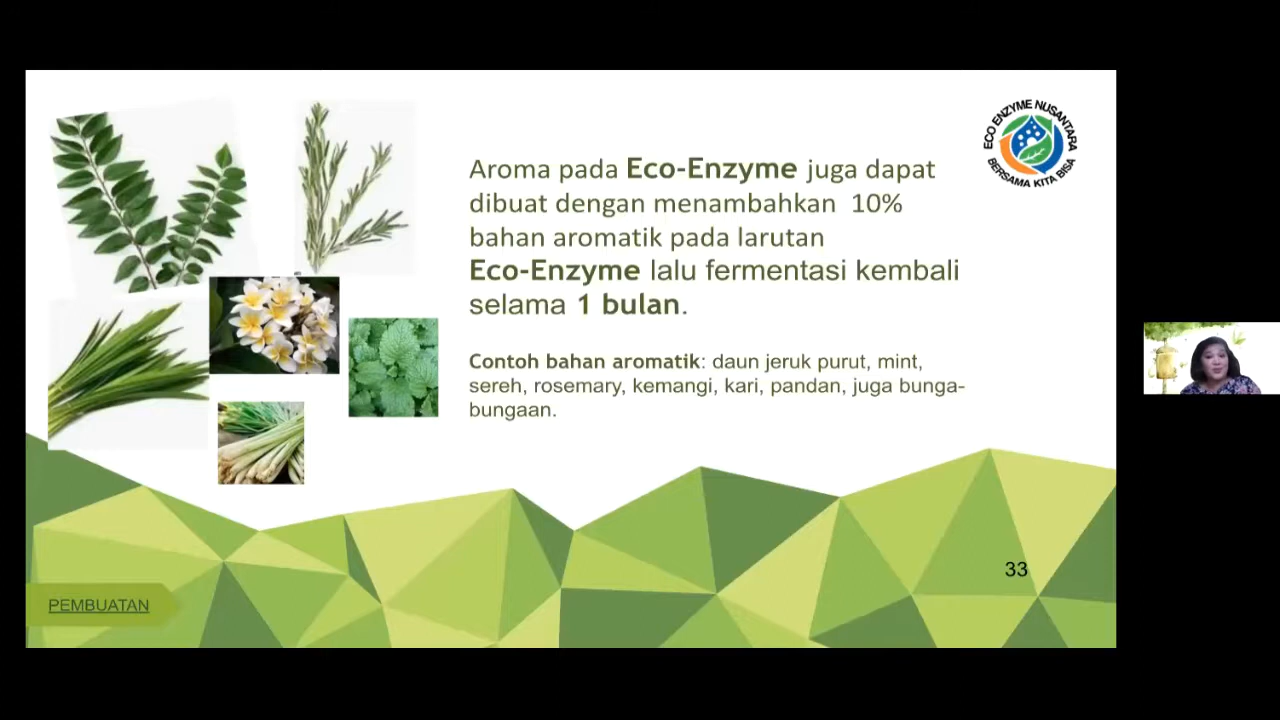 ECO ENZYME NUSANTARA
BERSAMA KITA BISA
Aroma pada Eco-Enzyme juga dapat
dibuat dengan menambahkan 10%
bahan aromatik pada larutan
Eco-Enzyme lalu fermentasi kembali
selama 1 bulan.
Contoh bahan aromatik: daun jeruk purut, mint,
sereh, rosemary, kemangi, kari, pandan, juga bunga-
bungaan.
33
PEMBUATAN